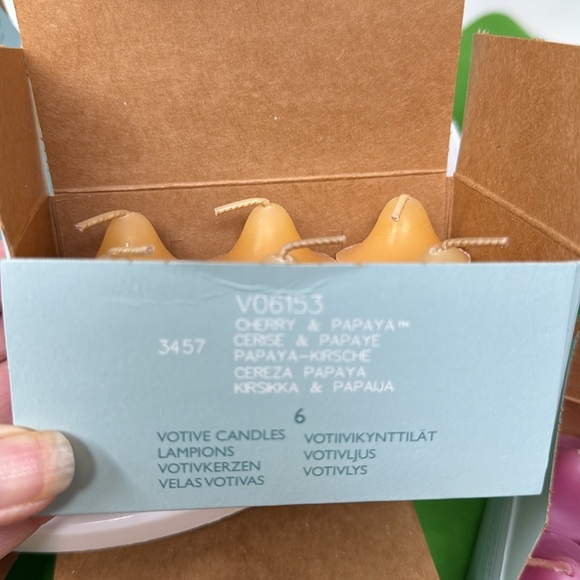 V06153
CHERRY & PAPAYA™
3457 CERISE & PAPAYE
PAPAYA-KIRSCHE
CEREZA PAPAYA
KIRSIKKA & PAPAIJA
6
VOTIVE CANDLES VOTIIVIKYNTTILÄT
LAMPIONS VOTIVLJUS
VOTIVKERZEN VOTIVLYS
VELAS VOTIVAS